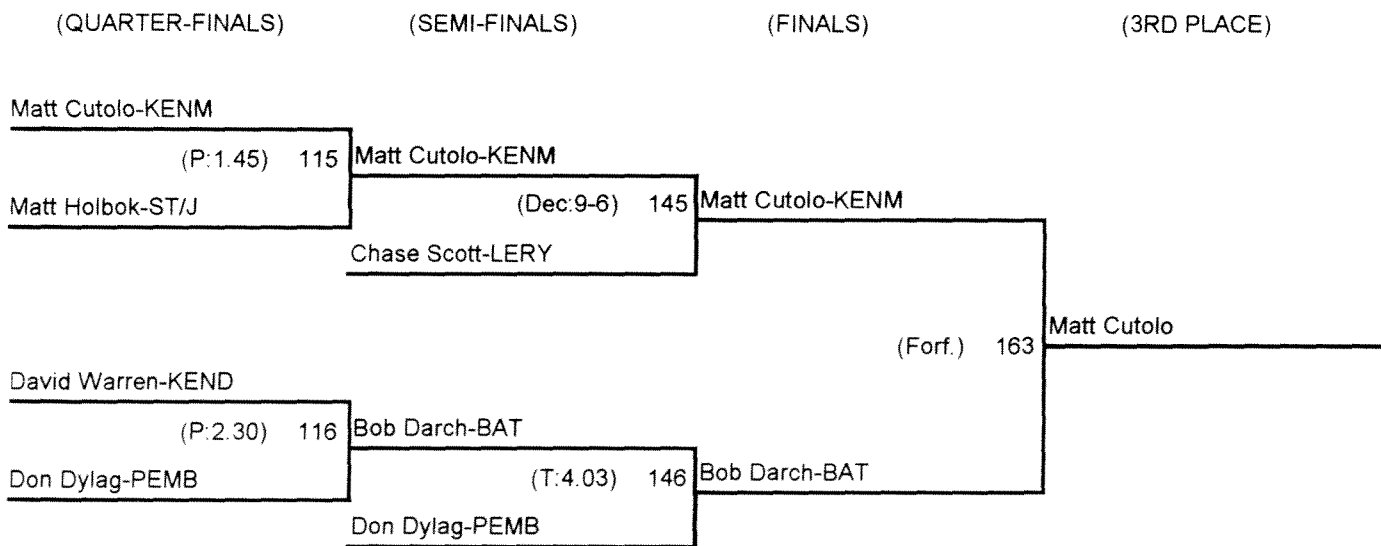 (QUARTER-FINALS) (SEMI-FINALS) (FINALS) (3RD PLACE)
Matt Cutolo-KENM
(P:1.45) 115 Matt Cutolo-KENM
Matt Holbok-ST/J (Dec:9-6) 145 Matt Cutolo-KENM
Chase Scott-LERY
(Forf.) 163 Matt Cutolo
David Warren-KEND
(P:2.30) 116 Bob Darch-BAT
Don Dylag-PEMB (T:4.03) 146 Bob Darch-BAT
Don Dylag-PEMB